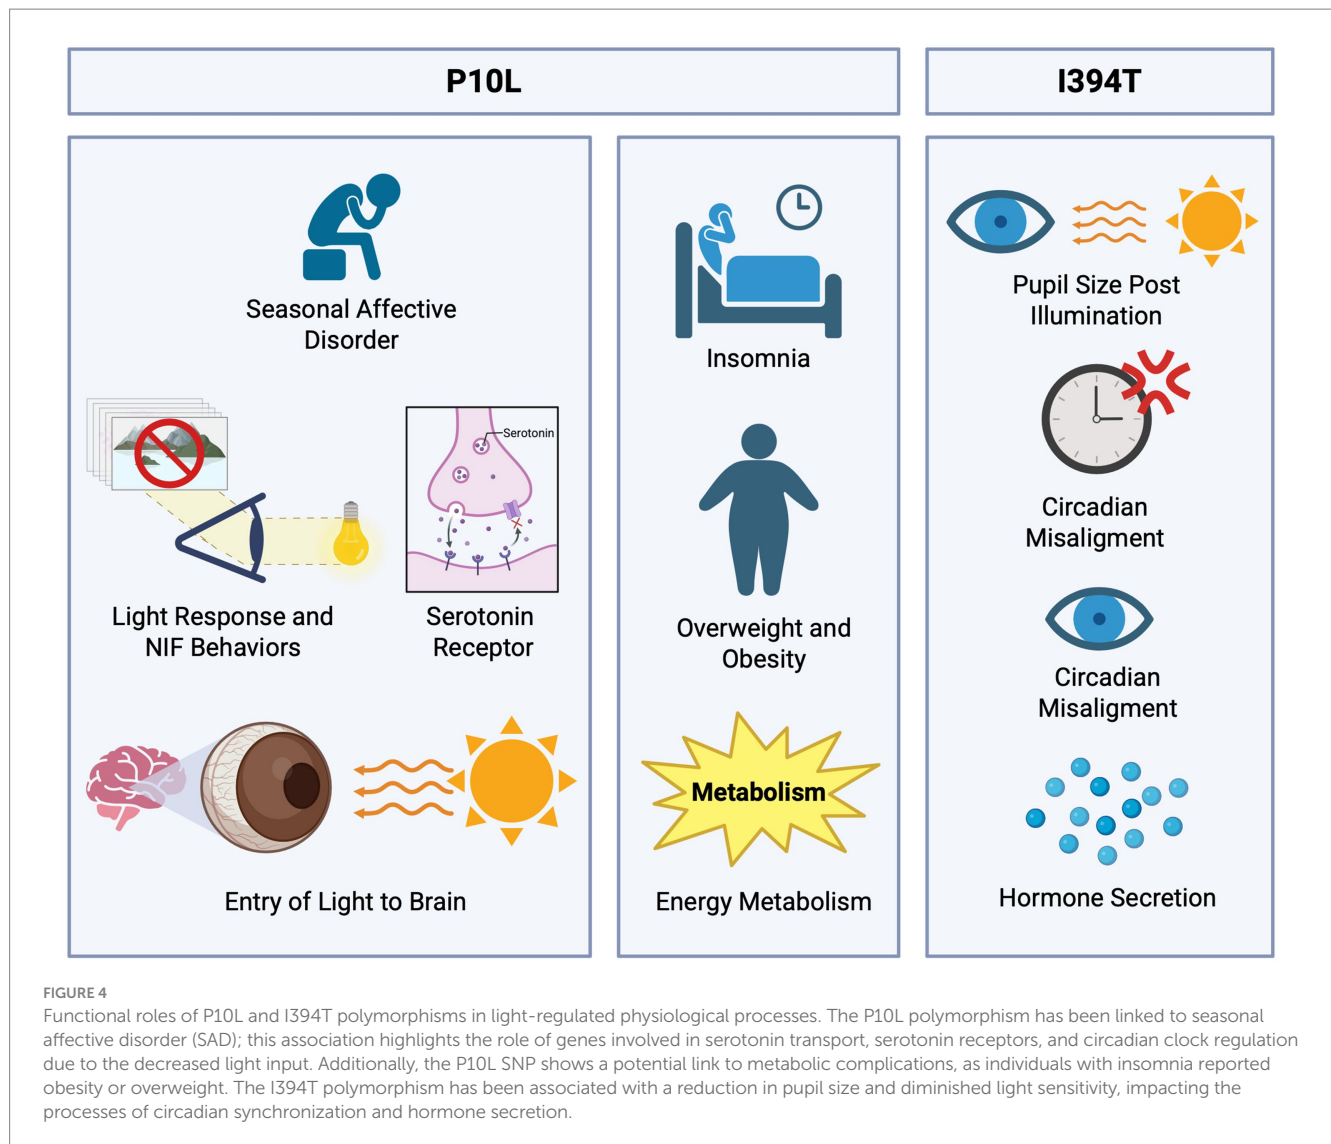 P10L
I394T
Seasonal Affective
Disorder
Serotonin
Light Response and
NIF Behaviors
Serotonin
Receptor
Entry of Light to Brain
Insomnia
Overweight and
Obesity
Metabolism
Energy Metabolism
Pupil Size Post
Illumination
Circadian
Misaligment
Circadian
Misaligment
Hormone Secretion
FIGURE 4
Functional roles of P10L and I394T polymorphisms in light-regulated physiological processes. The P10L polymorphism has been linked to seasonal
affective disorder (SAD); this association highlights the role of genes involved in serotonin transport, serotonin receptors, and circadian clock regulation
due to the decreased light input. Additionally, the P10L SNP shows a potential link to metabolic complications, as individuals with insomnia reported
obesity or overweight. The I394T polymorphism has been associated with a reduction in pupil size and diminished light sensitivity, impacting the
processes of circadian synchronization and hormone secretion.